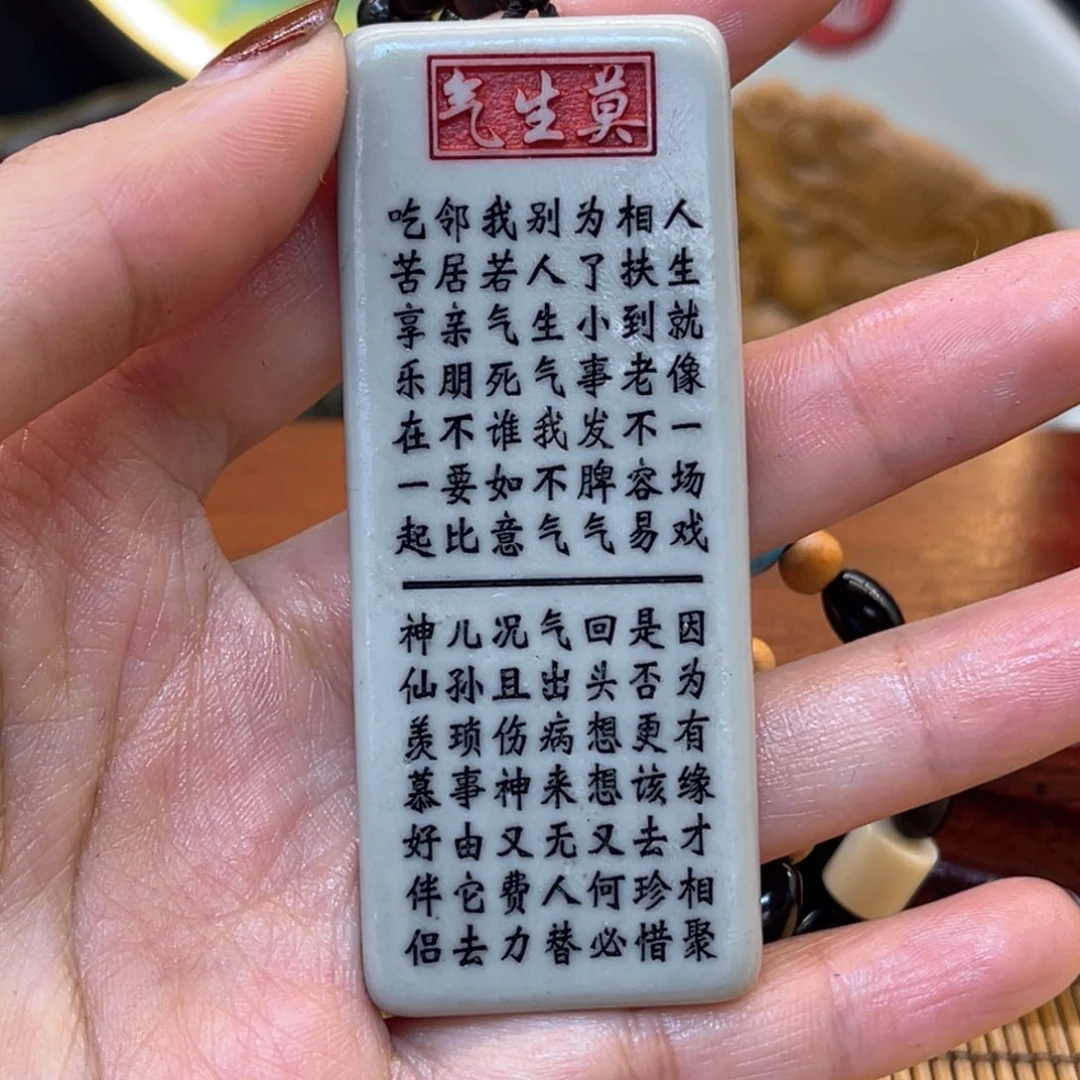 莫生气
人生就像一场戏
因为有缘才相聚
相扶到老不容易
是否更该去珍惜
为了小事发脾气
回头想想又何必
别人生气我不气
气出病来无人替
我若气死谁如意
况且伤神又费力
邻居亲朋不要比
儿孙琐事由它去
吃苦享乐在一起
神仙羡慕好伴侣